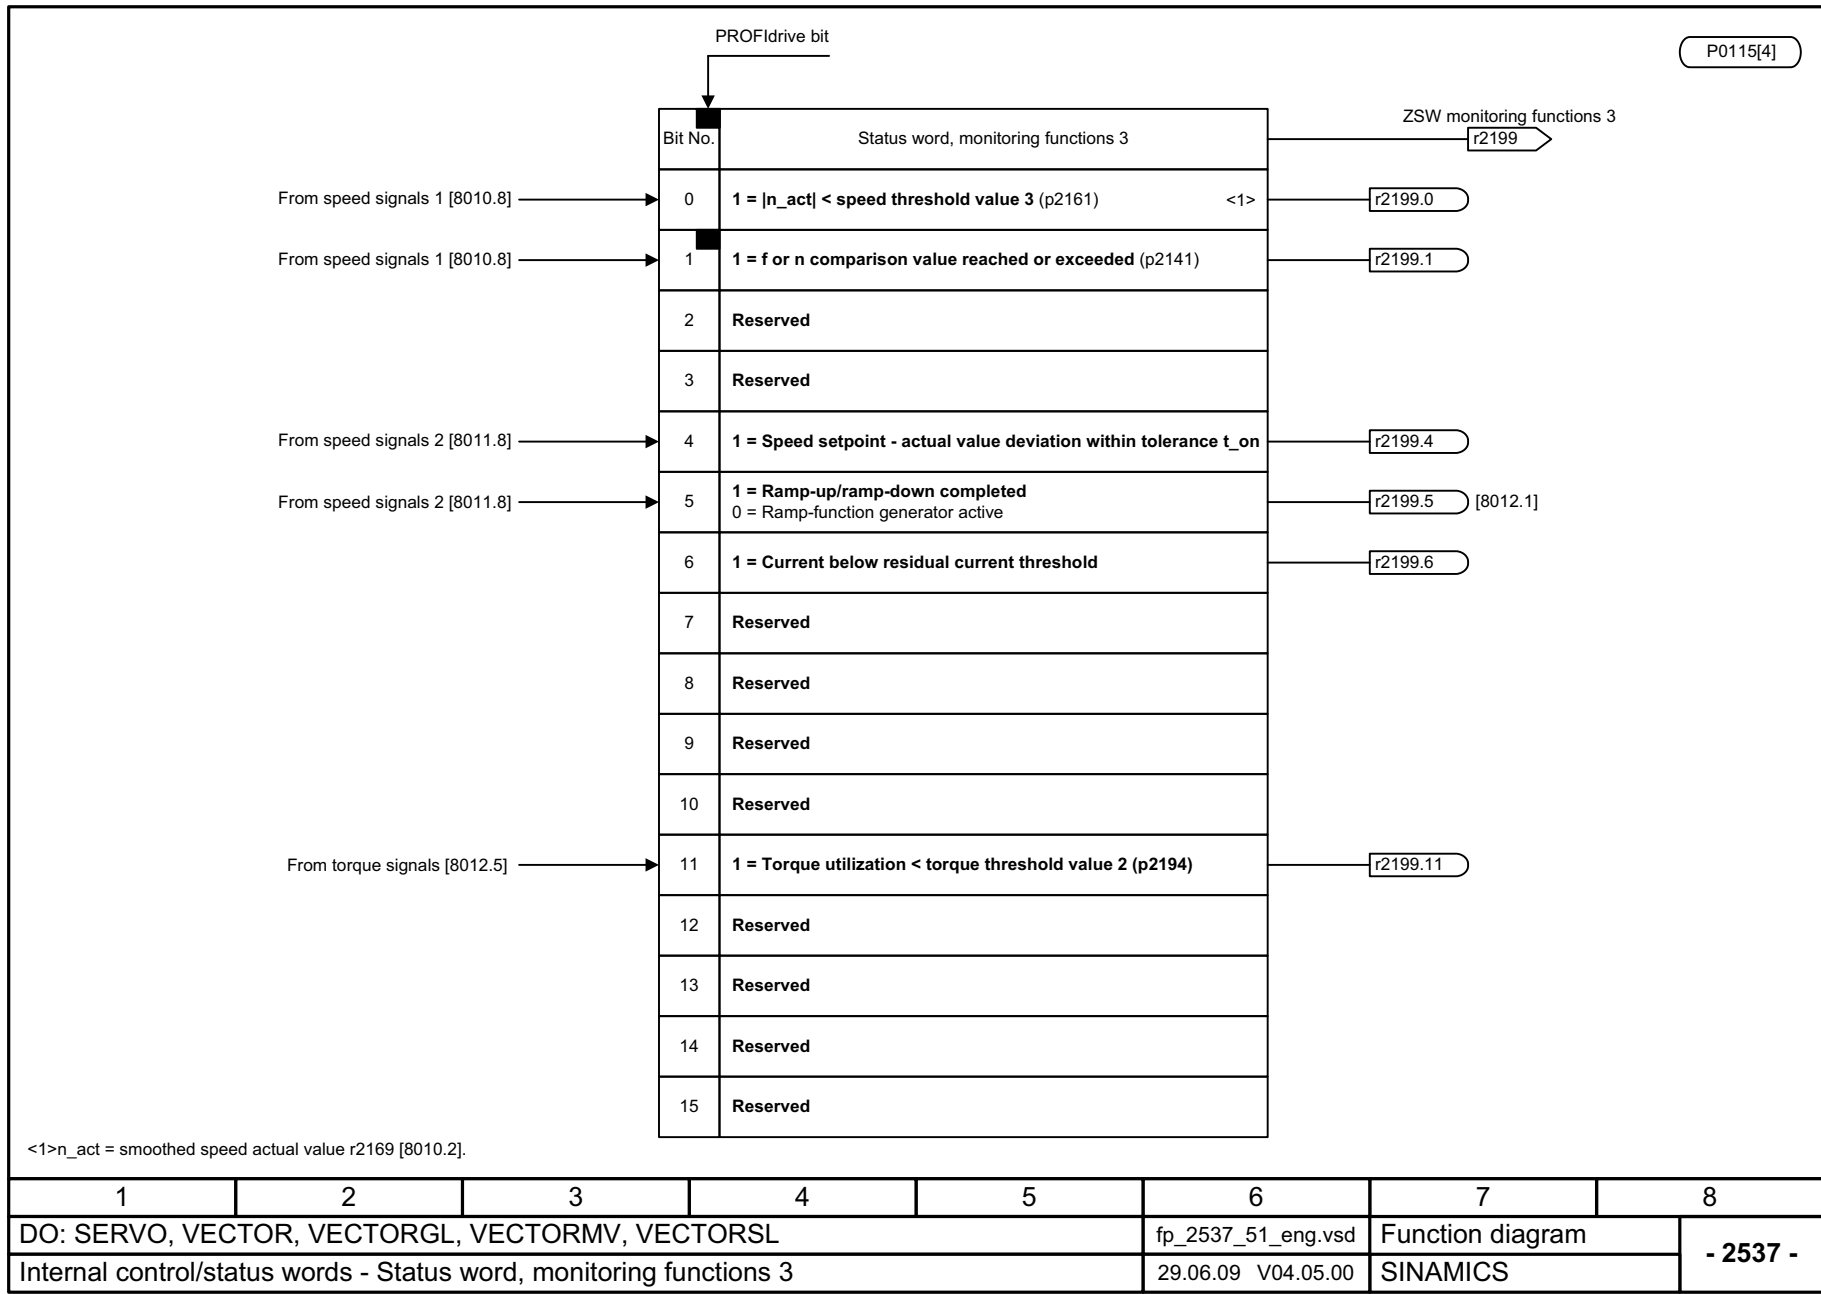 PROFIdrive bit
P0115[4]
ZSW monitoring functions 3
Bit No.
Status word, monitoring functions 3
r2199
From speed signals 1 [8010.8]
0
1 = |n_act| < speed threshold value 3 (p2161)
<1>
r2199.0
From speed signals 1 [8010.8]
1
1 = f or n comparison value reached or exceeded (p2141)
r2199.1
2
Reserved
3
Reserved
From speed signals 2 [8011.8]
4
1 = Speed setpoint - actual value deviation within tolerance t_on
r2199.4
From speed signals 2 [8011.8]
5
1 = Ramp-up/ramp-down completed
0 = Ramp-function generator active
r2199.5
[8012.1]
6
1 = Current below residual current threshold
r2199.6
7
Reserved
8
Reserved
9
Reserved
10
Reserved
From torque signals [8012.5]
11
1 = Torque utilization < torque threshold value 2 (p2194)
r2199.11
12
Reserved
13
Reserved
14
Reserved
15
Reserved
<1>n_act = smoothed speed actual value r2169 [8010.2].
1 2 3 4 5 6 7 8
DO: SERVO, VECTOR, VECTORGL, VECTORMV, VECTORSL
fp_2537_51_eng.vsd
Function diagram
- 2537 -
Internal control/status words - Status word, monitoring functions 3
29.06.09 V04.05.00
SINAMICS